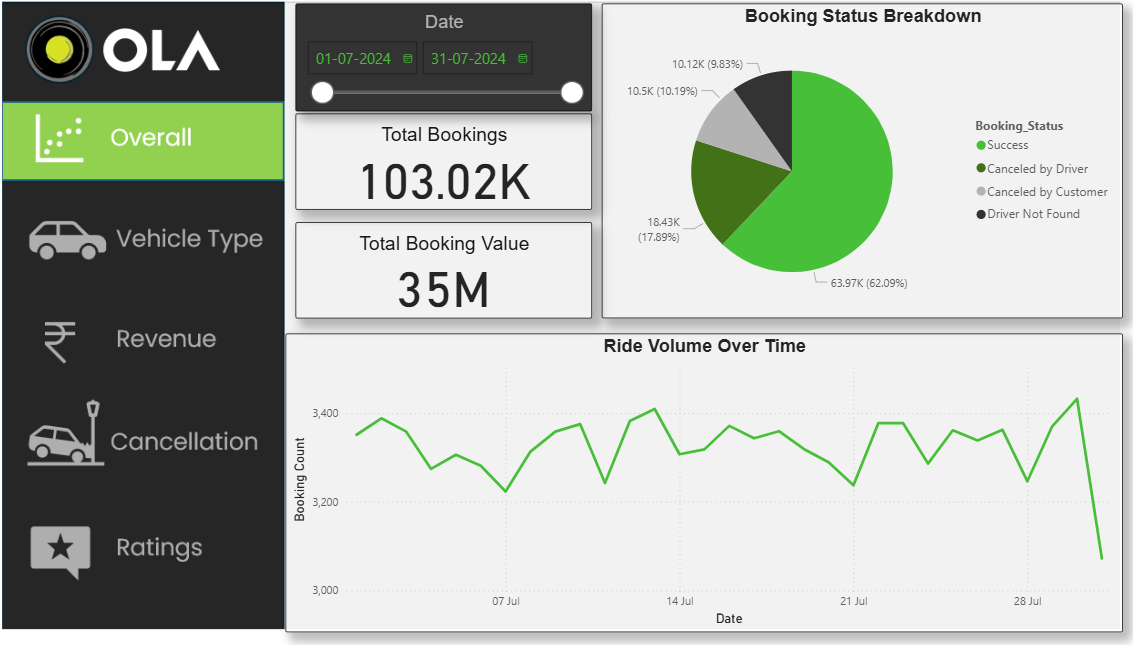 OLA
Overall
Vehicle Type
Revenue
Cancellation
Ratings
Date
01-07-2024 31-07-2024
Total Bookings
103.02K
Total Booking Value
35M
Booking Status Breakdown
10.12K (9.83%)
10.5K (10.19%)
18.43K
(17.89%)
63.97K (62.09%)
Booking_Status
Success
Canceled by Driver
Canceled by Customer
Driver Not Found
Ride Volume Over Time
Booking Count
3,400
3,200
3,000
07 Jul 14 Jul 21 Jul 28 Jul
Date